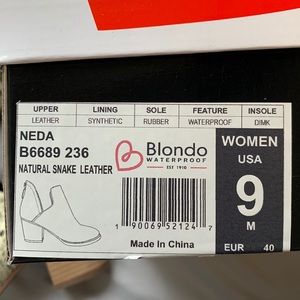 UPPER LINING SOLE FEATURE INSOLE
LEATHER SYNTHETIC RUBBER WATERPROOF DIMK
NEDA
B6689 236
NATURAL SNAKE LEATHER
Blondo
WATERPROOF
EST 1910
1 90069 52124 7
Made In China
WOMEN
USA
9
M
EUR 40